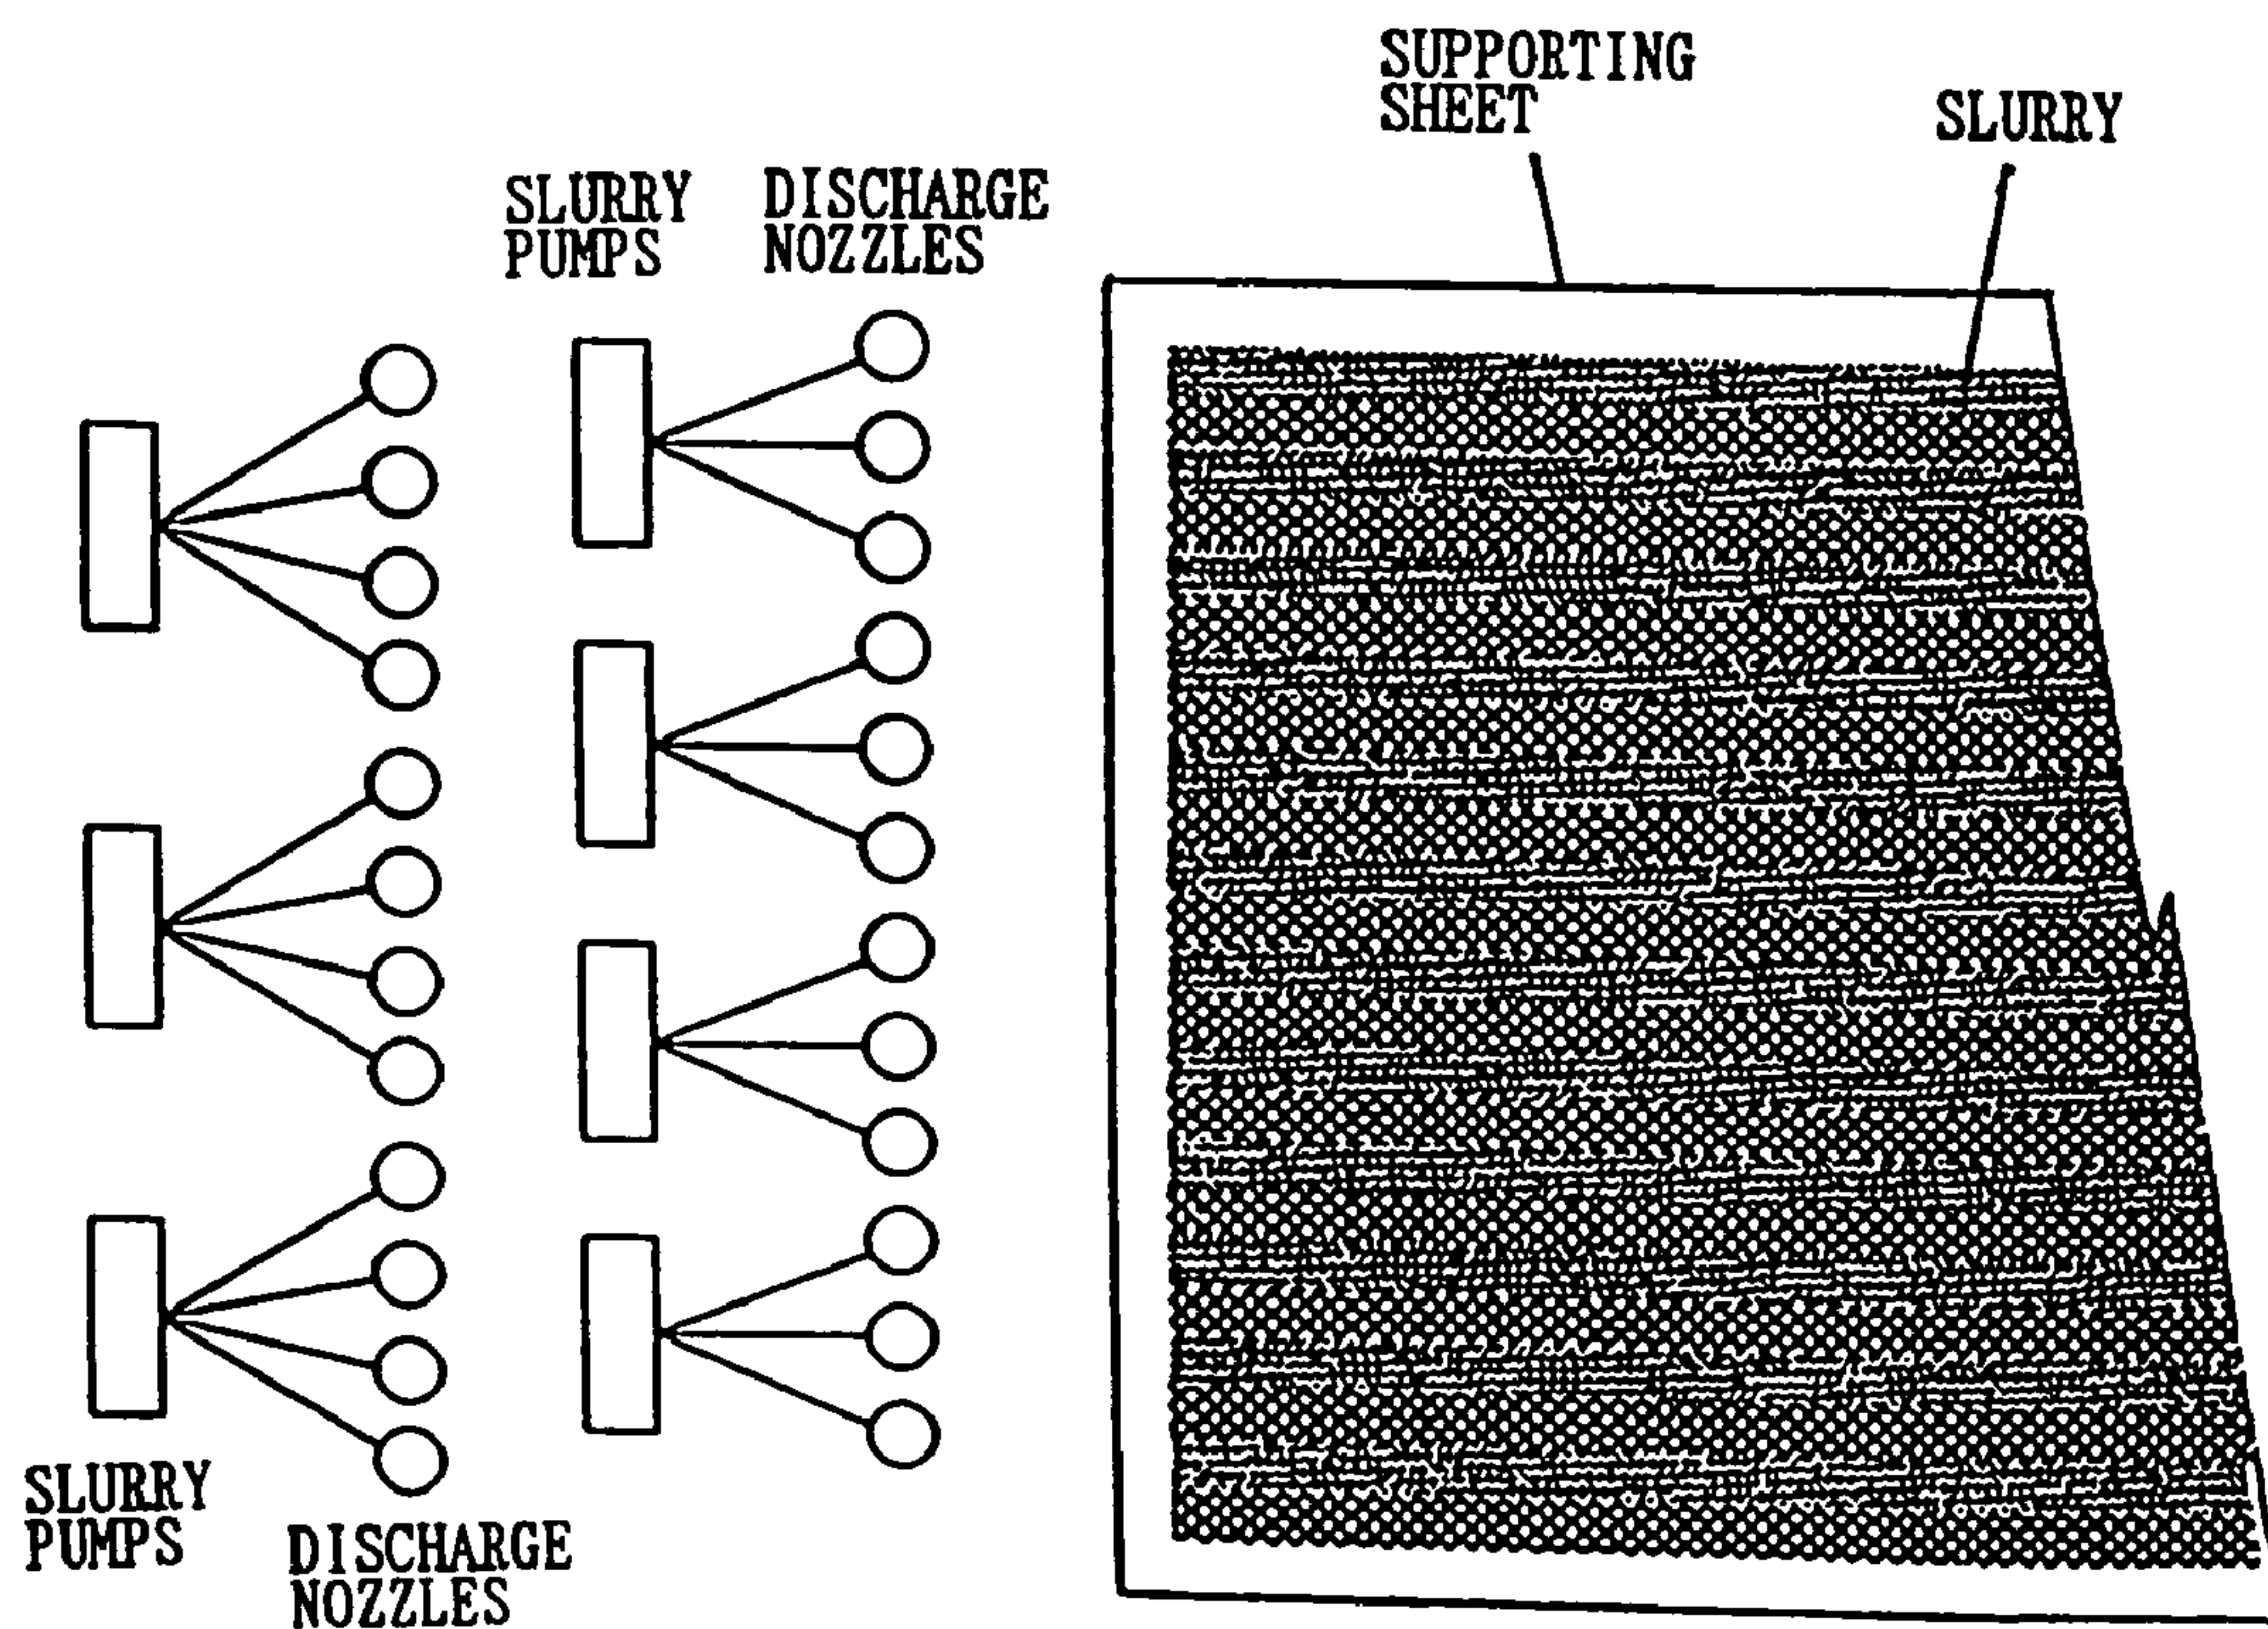 SUPPORTING
SHEET
SLURRY
SLURRY
PUMPS
DISCHARGE
NOZZLES
SLURRY
PUMPS
DISCHARGE
NOZZLES